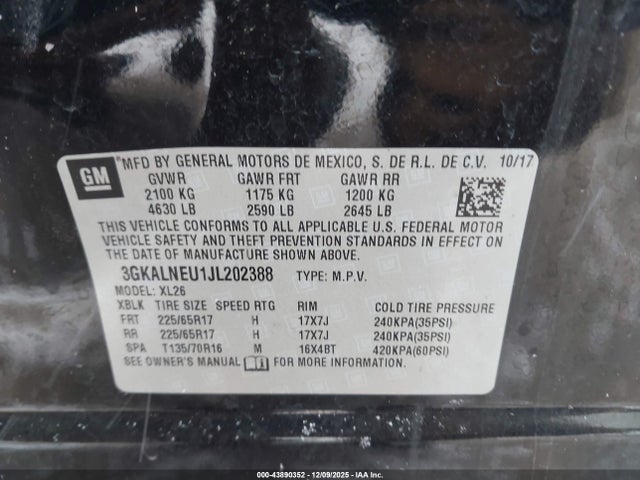 GM
MFD BY GENERAL MOTORS DE MEXICO, S. DE R.L. DE C.V. 10/17
GVWR GAWR FRT GAWR RR
2100 KG 1175 KG 1200 KG
4630 LB 2590 LB 2645 LB
THIS VEHICLE CONFORMS TO ALL APPLICABLE U.S. FEDERAL MOTOR
VEHICLE SAFETY AND THEFT PREVENTION STANDARDS IN EFFECT ON
THE DATE OF MANUFACTURE SHOWN ABOVE.
3GKALNEU1JL202388 TYPE: M.P.V.
MODEL: XL26
XBLK TIRE SIZE SPEED RTG RIM COLD TIRE PRESSURE
FRT 225/65R17 H 17X7J 240KPA(35PSI)
RR 225/65R17 H 17X7J 240KPA(35PSI)
SPA T135/70R16 M 16X4BT 420KPA(60PSI)
SEE OWNER'S MANUAL FOR MORE INFORMATION
000-43890352 - 12/09/2025 - IAA Inc.